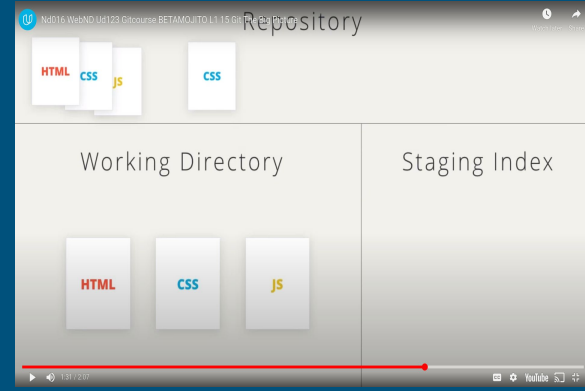 Nd016 WebND Ud123 Gitcourse BETAMOJITO L1 15 Git The Big Picture
Repository
HTML CSS JS CSS
Working Directory Staging Index
HTML CSS JS
1:31 / 2:07 YouTube